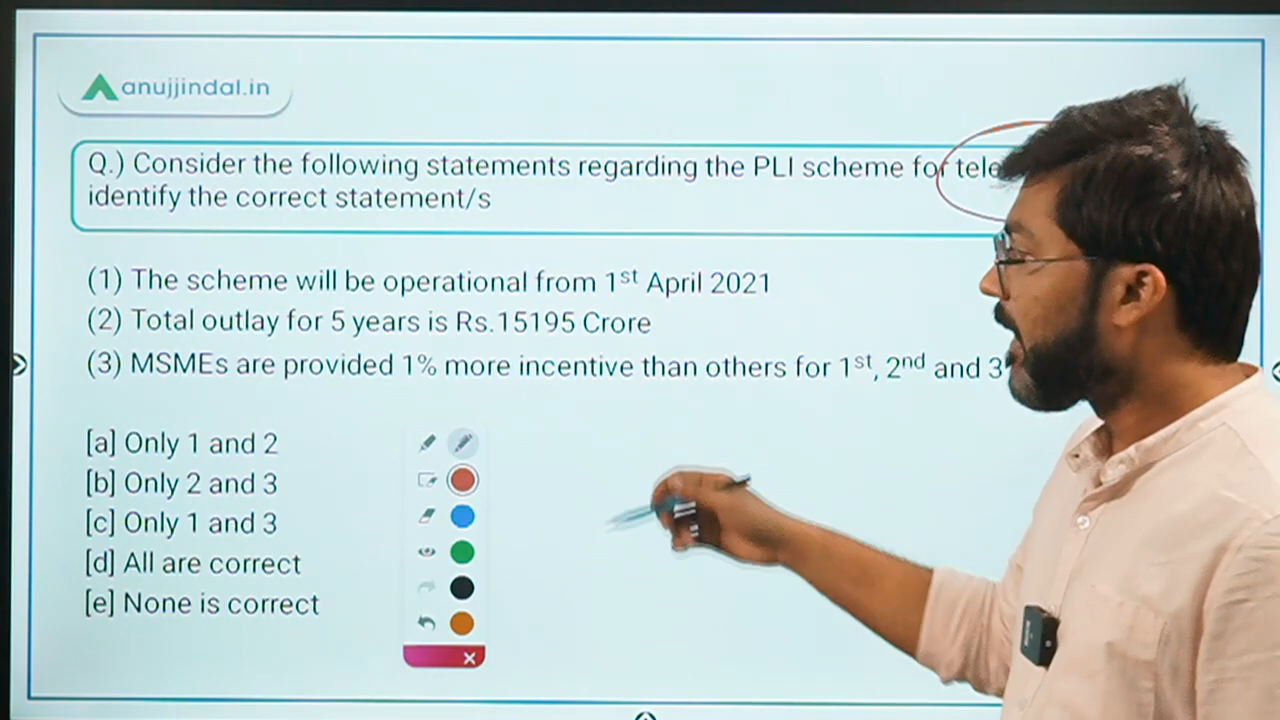 anujjindal.in
Q.) Consider the following statements regarding the PLI scheme for
identify the correct statement/s
(1) The scheme will be operational from 1st April 2021
(2) Total outlay for 5 years is Rs.15195 Crore
(3) MSMEs are provided 1% more incentive than others for 1st, 2nd and
[a] Only 1 and 2
[b] Only 2 and 3
[c] Only 1 and 3
[d] All are correct
[e] None is correct